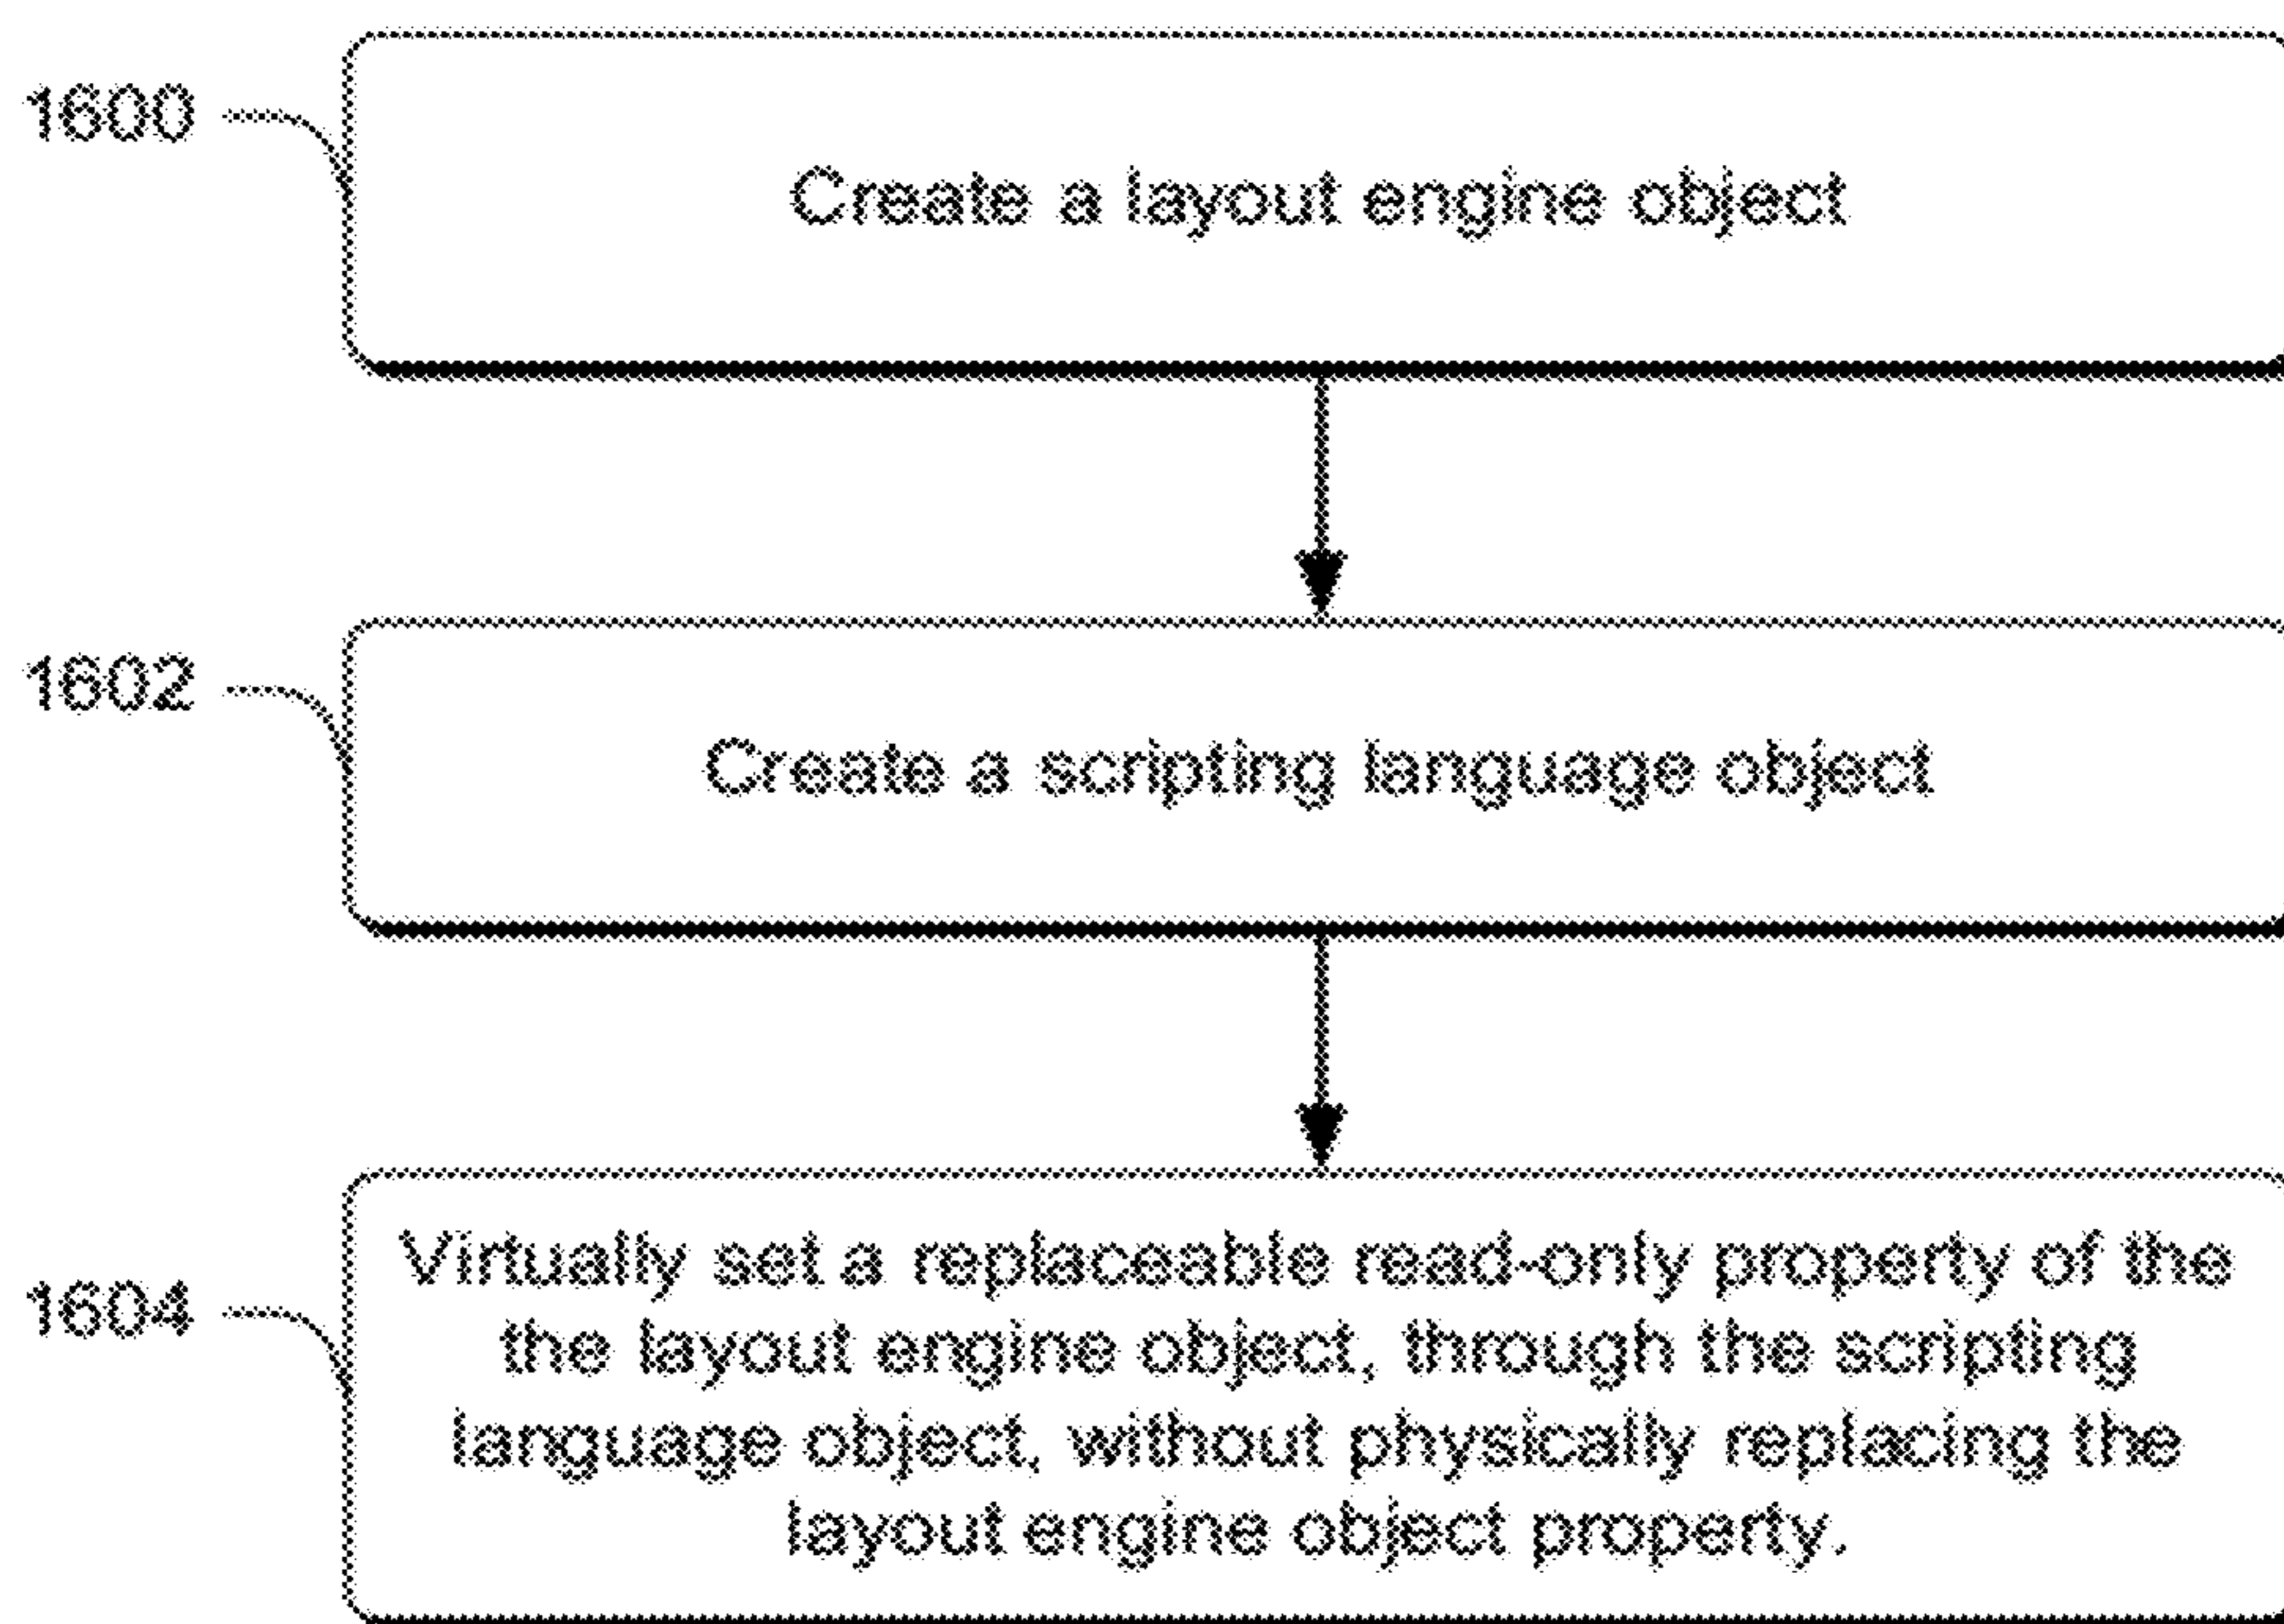 1600
Create a layout engine object
1602
Create a scripting language object
1604
Virtually set a replaceable read-only property of the
the layout engine object, through the scripting
language object, without physically replacing the
layout engine object property.